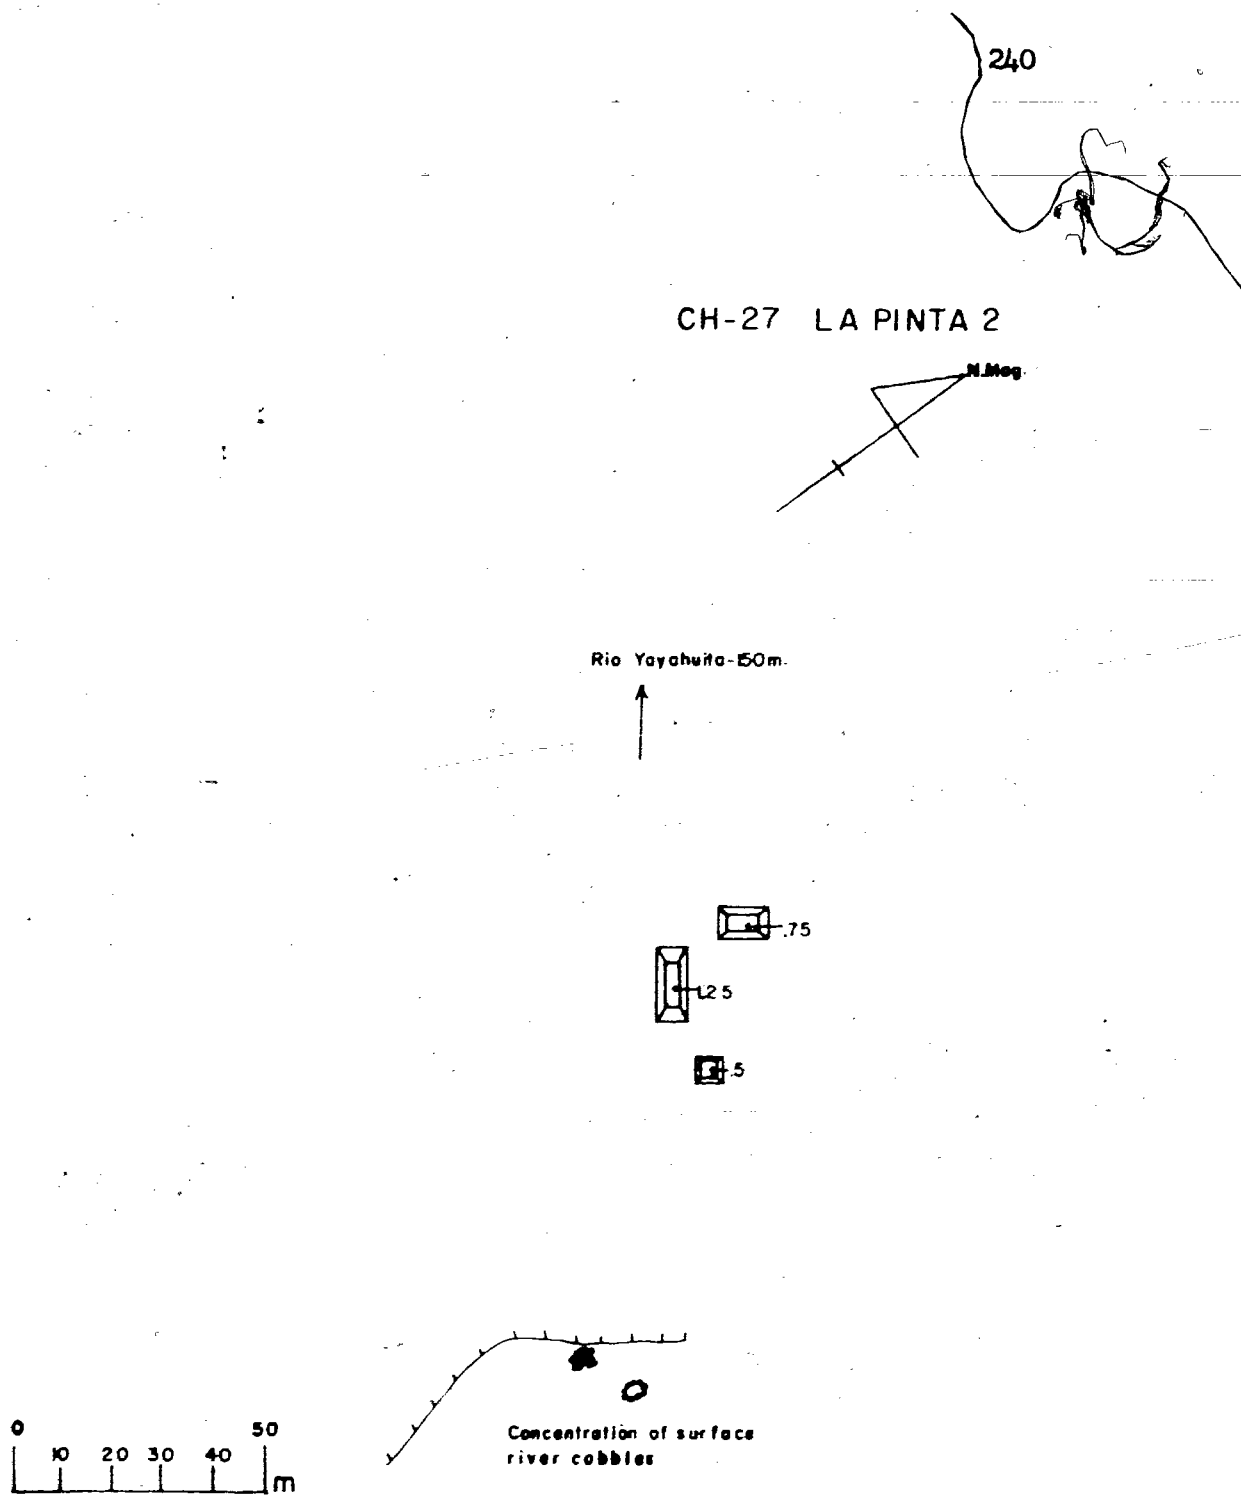 240
CH-27 LA PINTA 2
N.Mag.
Rio Yayahuita-150m.
.75
1.25
.5
Concentration of surface
river cobbles
0 10 20 30 40 50
m